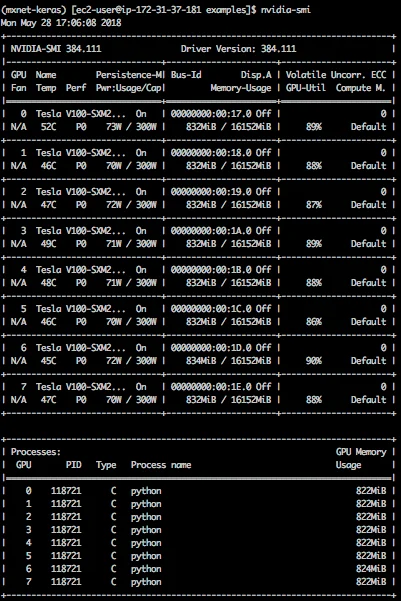 (mxnet-keras) [ec2-user@ip-172-31-37-181 examples]$ nvidia-smi
Mon May 28 17:06:08 2018
NVIDIA-SMI 384.111 Driver Version: 384.111
GPU Name Persistence-M| Bus-Id Disp.A | Volatile Uncorr. ECC
Fan Temp Perf Pwr:Usage/Cap| Memory-Usage | GPU-Util Compute M.
0 Tesla V100-SXM2... On | 00000000:00:17.0 Off | 0
N/A 52C P0 73W / 300W | 832MiB / 16152MiB | 89% Default
1 Tesla V100-SXM2... On | 00000000:00:18.0 Off | 0
N/A 46C P0 70W / 300W | 832MiB / 16152MiB | 88% Default
2 Tesla V100-SXM2... On | 00000000:00:19.0 Off | 0
N/A 47C P0 72W / 300W | 832MiB / 16152MiB | 87% Default
3 Tesla V100-SXM2... On | 00000000:00:1A.0 Off | 0
N/A 49C P0 71W / 300W | 832MiB / 16152MiB | 89% Default
4 Tesla V100-SXM2... On | 00000000:00:1B.0 Off | 0
N/A 48C P0 71W / 300W | 832MiB / 16152MiB | 88% Default
5 Tesla V100-SXM2... On | 00000000:00:1C.0 Off | 0
N/A 46C P0 70W / 300W | 832MiB / 16152MiB | 86% Default
6 Tesla V100-SXM2... On | 00000000:00:1D.0 Off | 0
N/A 45C P0 72W / 300W | 834MiB / 16152MiB | 90% Default
7 Tesla V100-SXM2... On | 00000000:00:1E.0 Off | 0
N/A 47C P0 70W / 300W | 832MiB / 16152MiB | 88% Default
Processes: GPU Memory
GPU PID Type Process name Usage
0 118721 C python 822MiB
1 118721 C python 822MiB
2 118721 C python 822MiB
3 118721 C python 822MiB
4 118721 C python 822MiB
5 118721 C python 822MiB
6 118721 C python 824MiB
7 118721 C python 822MiB